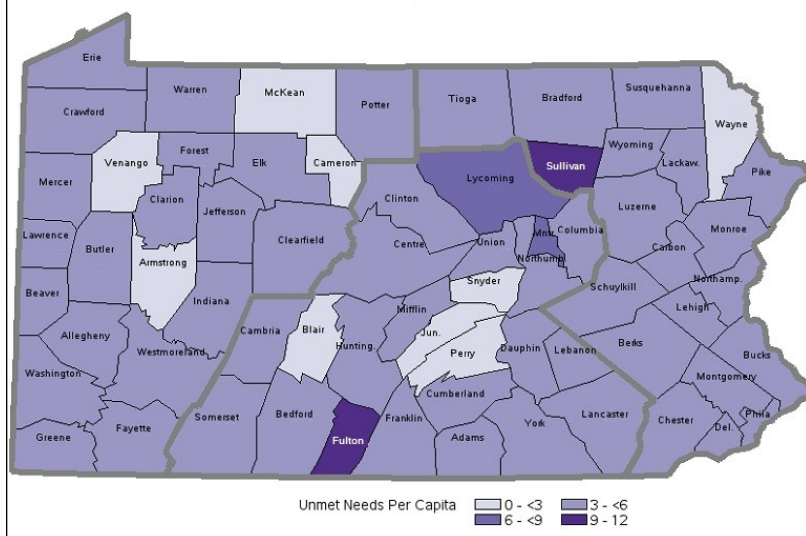 Erie
Warren
McKean
Potter
Tioga
Bradford
Susquehanna
Wayne
Crawford
Venango
Forest
Elk
Cameron
Lycoming
Sullivan
Wyoming
Lackaw.
Pike
Mercer
Clarion
Jefferson
Clearfield
Clinton
Centre
Union
Mntr
Columbia
Luzerne
Monroe
Lawrence
Butler
Armstrong
Northumbl
Carbon
Northamp.
Beaver
Indiana
Snyder
Schuylkill
Lehigh
Allegheny
Westmoreland
Cambria
Blair
Hunting.
Mifflin
Jun.
Perry
Dauphin
Lebanon
Berks
Bucks
Washington
Cumberland
Montgomery
Greene
Fayette
Somerset
Bedford
Fulton
Franklin
Adams
York
Lancaster
Chester
Del.
Phila
Unmet Needs Per Capita 0 - <3 3 - <6
6 - <9 9 - 12